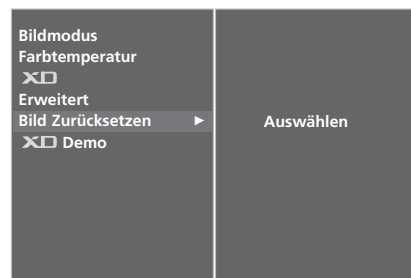 Bildmodus
Farbtemperatur
XD
Erweitert
Bild Zurücksetzen ►
Auswählen
XD Demo